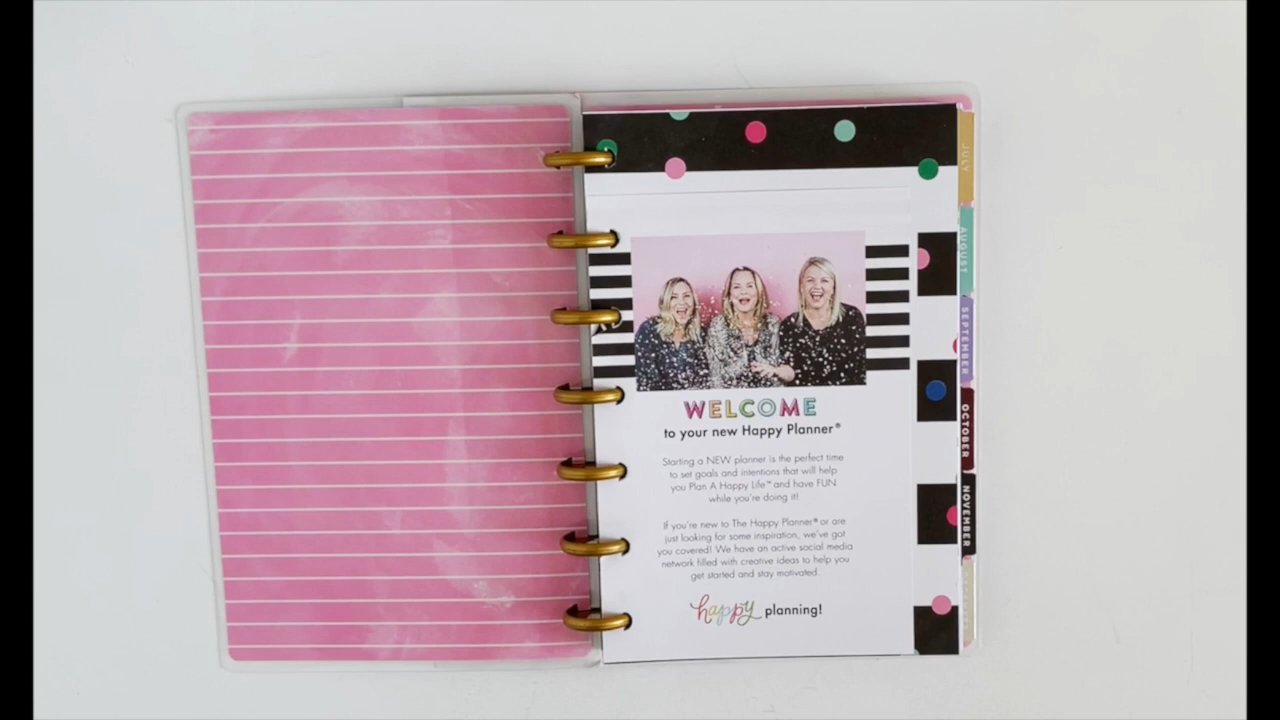 WELCOME
to your new Happy Planner®
Starting a NEW planner is the perfect time
to set goals and intentions that will help
you Plan A Happy Life™ and have FUN
while you're doing it!
If you're new to The Happy Planner® or are
just looking for some inspiration, we've got
you covered! We have an active social media
network filled with creative ideas to help you
get started and stay motivated.
happy planning!
JULY
AUGUST
SEPTEMBER
OCTOBER
NOVEMBER